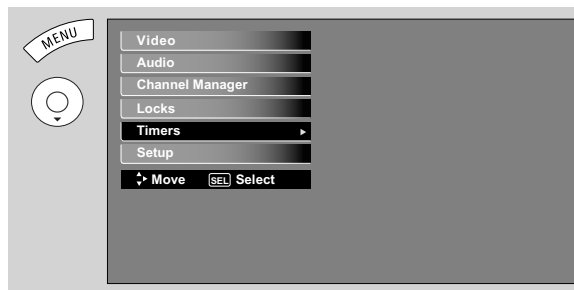 MENU
Video
Audio
Channel Manager
Locks
Timers
Setup
Move SEL Select